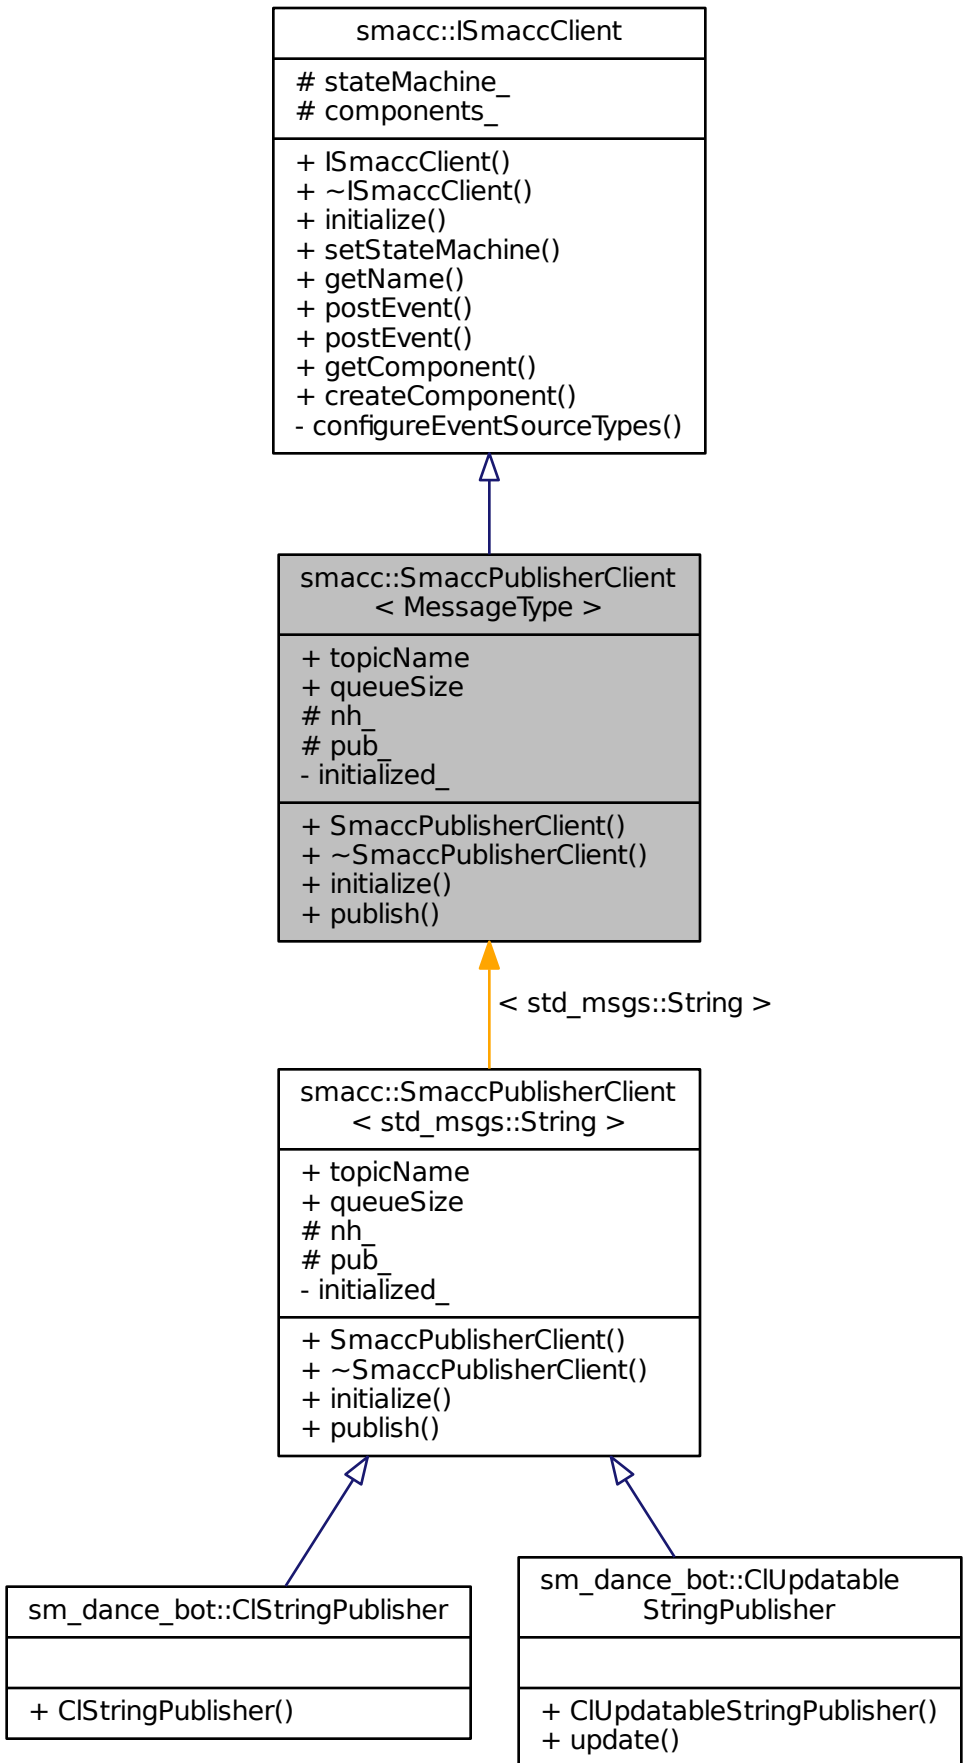 smacc::ISmaccClient
# stateMachine_
# components_
+ ISmaccClient()
+ ~ISmaccClient()
+ initialize()
+ setStateMachine()
+ getName()
+ postEvent()
+ postEvent()
+ getComponent()
+ createComponent()
- configureEventSourceTypes()
smacc::SmaccPublisherClient
< MessageType >
+ topicName
+ queueSize
# nh_
# pub_
- initialized_
+ SmaccPublisherClient()
+ ~SmaccPublisherClient()
+ initialize()
+ publish()
< std_msgs::String >
smacc::SmaccPublisherClient
< std_msgs::String >
+ topicName
+ queueSize
# nh_
# pub_
- initialized_
+ SmaccPublisherClient()
+ ~SmaccPublisherClient()
+ initialize()
+ publish()
sm_dance_bot::ClStringPublisher
+ ClStringPublisher()
sm_dance_bot::ClUpdatable
StringPublisher
+ ClUpdatableStringPublisher()
+ update()